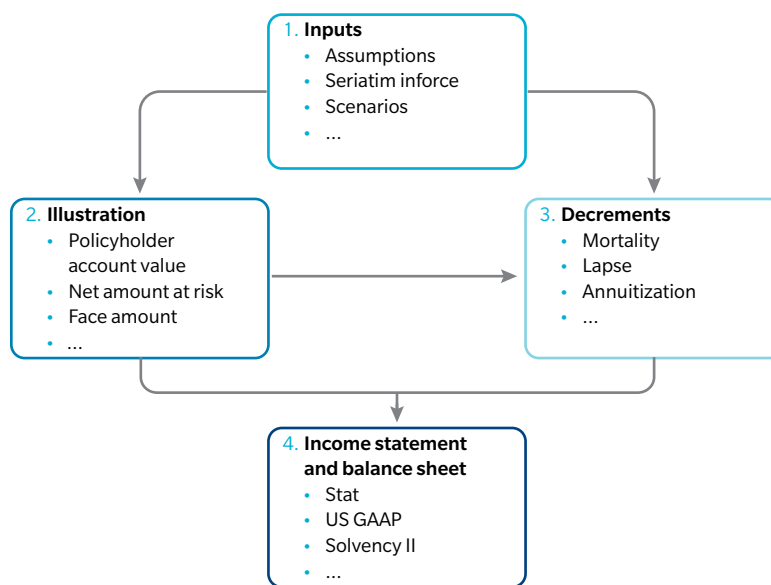 1. Inputs
• Assumptions
• Seriatim inforce
• Scenarios
• ...
2. Illustration
• Policyholder
account value
• Net amount at risk
• Face amount
• ...
3. Decrements
• Mortality
• Lapse
• Annuitization
• ...
4. Income statement
and balance sheet
• Stat
• US GAAP
• Solvency II
• ...